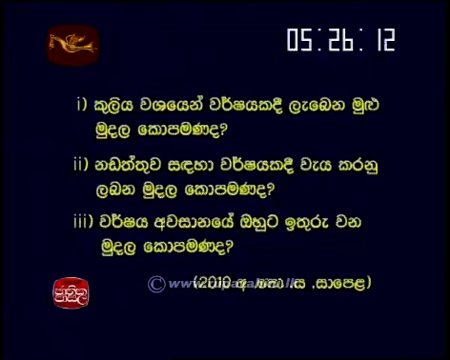 05:26:12
i) කුලිය වශයෙන් වර්ෂයකදී ලැබෙන මුළු
මුදල කොපමණද?
ii) නඩත්තුව සඳහා වර්ෂයකදී වැය කරනු
ලබන මුදල කොපමණද?
iii) වර්ෂය අවසානයේ ඔහුට ඉතුරු වන
මුදල කොපමණද?
(2010 අ .පො .ස .සාපෙළ)
ජාතික
පාසල